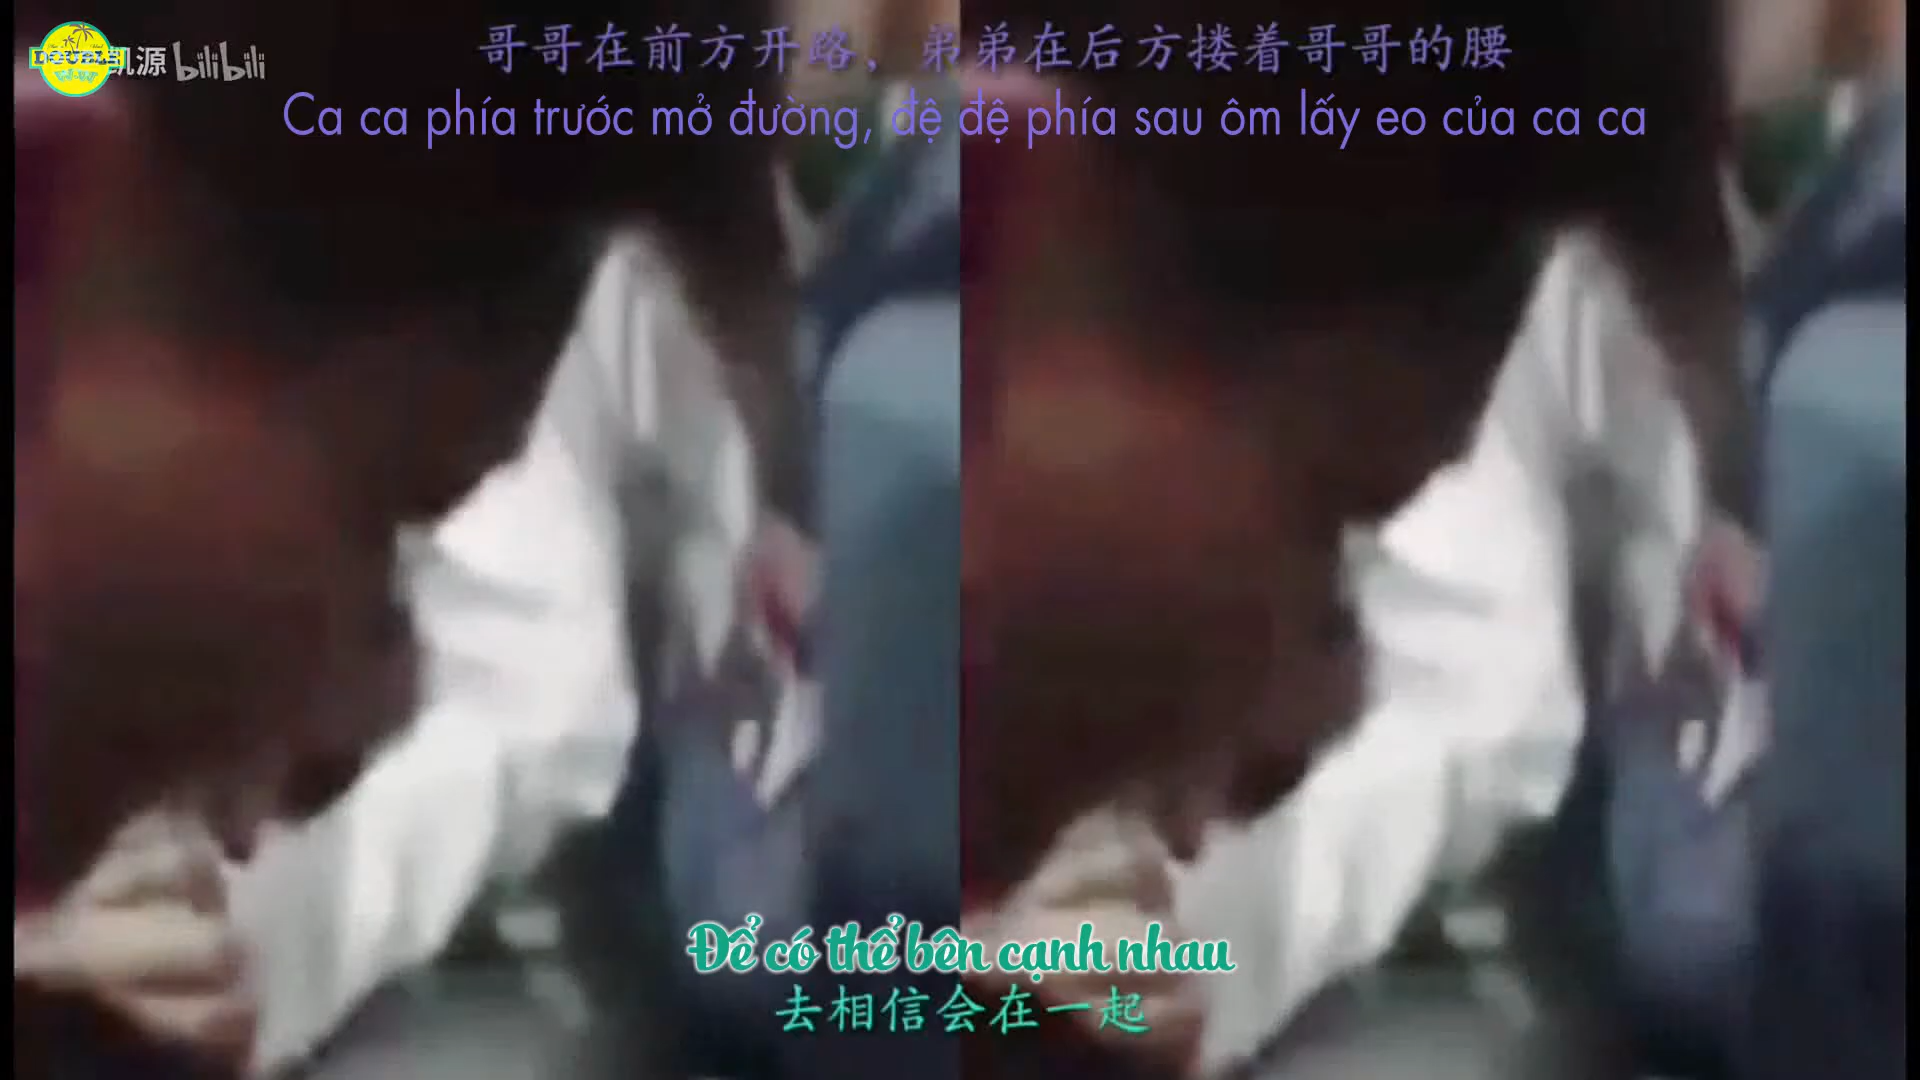 哥哥在前方开路，弟弟在后方搂着哥哥的腰
凯源 bilibili
Ca ca phía trước mở đường, đệ đệ phía sau ôm lấy eo của ca ca
Để có thể bên cạnh nhau
去相信会在一起